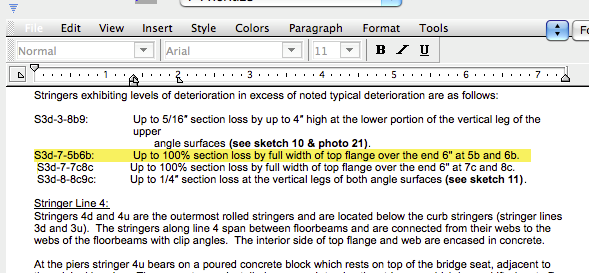 File Edit View Insert Style Colors Paragraph Format Tools
Fo
Normal Arial 11 B I U
1 2 3 4 5 6 7
Stringers exhibiting levels of deterioration in excess of noted typical deterioration are as follows:
S3d-3-8b9: Up to 5/16" section loss by up to 4" high at the lower portion of the vertical leg of the
upper
angle surfaces (see sketch 10 & photo 21).
S3d-7-5b6b: Up to 100% section loss by full width of top flange over the end 6" at 5b and 6b.
S3d-7-7c8c Up to 100% section loss by full width of top flange over the end 6" at 7c and 8c.
S3d-8-8c9c: Up to 1/4" section loss at the vertical legs of both angle surfaces (see sketch 11).
Stringer Line 4:
Stringers 4d and 4u are the outermost rolled stringers and are located below the curb stringers (stringer lines
3d and 3u). The stringers along line 4 span between floorbeams and are connected from their webs to the
webs of the floorbeams with clip angles. The interior side of top flange and web are encased in concrete.
At the piers stringer 4u bears on a poured concrete block which rests on top of the bridge seat, adjacent to